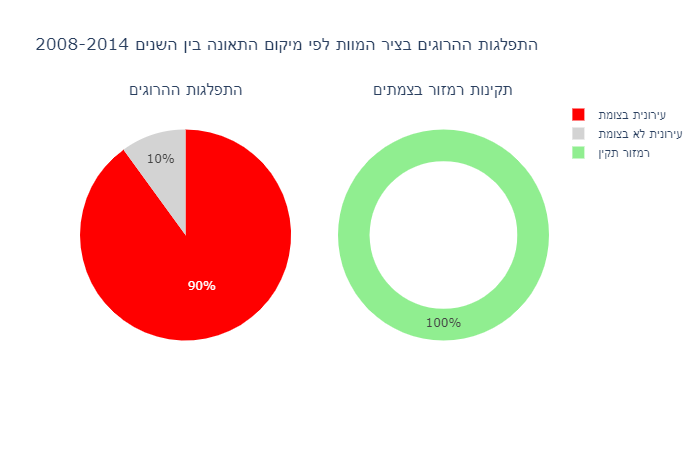 התפלגות ההרוגים בציר המוות לפי מיקום התאונה בין השנים 2008-2014
תקינות רמזור בצמתים
התפלגות ההרוגים
עירונית בצומת
עירונית לא בצומת
רמזור תקין
10%
90%
100%